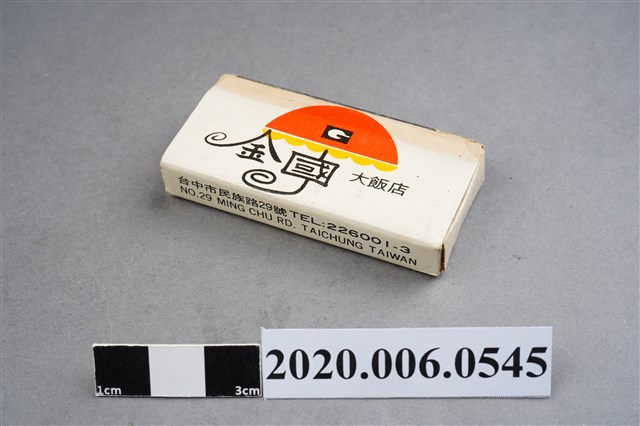 G
金國
大飯店
台中市民族路29號TEL:226001-3
NO.29 MING CHU RD. TAICHUNG TAIWAN
1cm 3cm
2020.006.0545